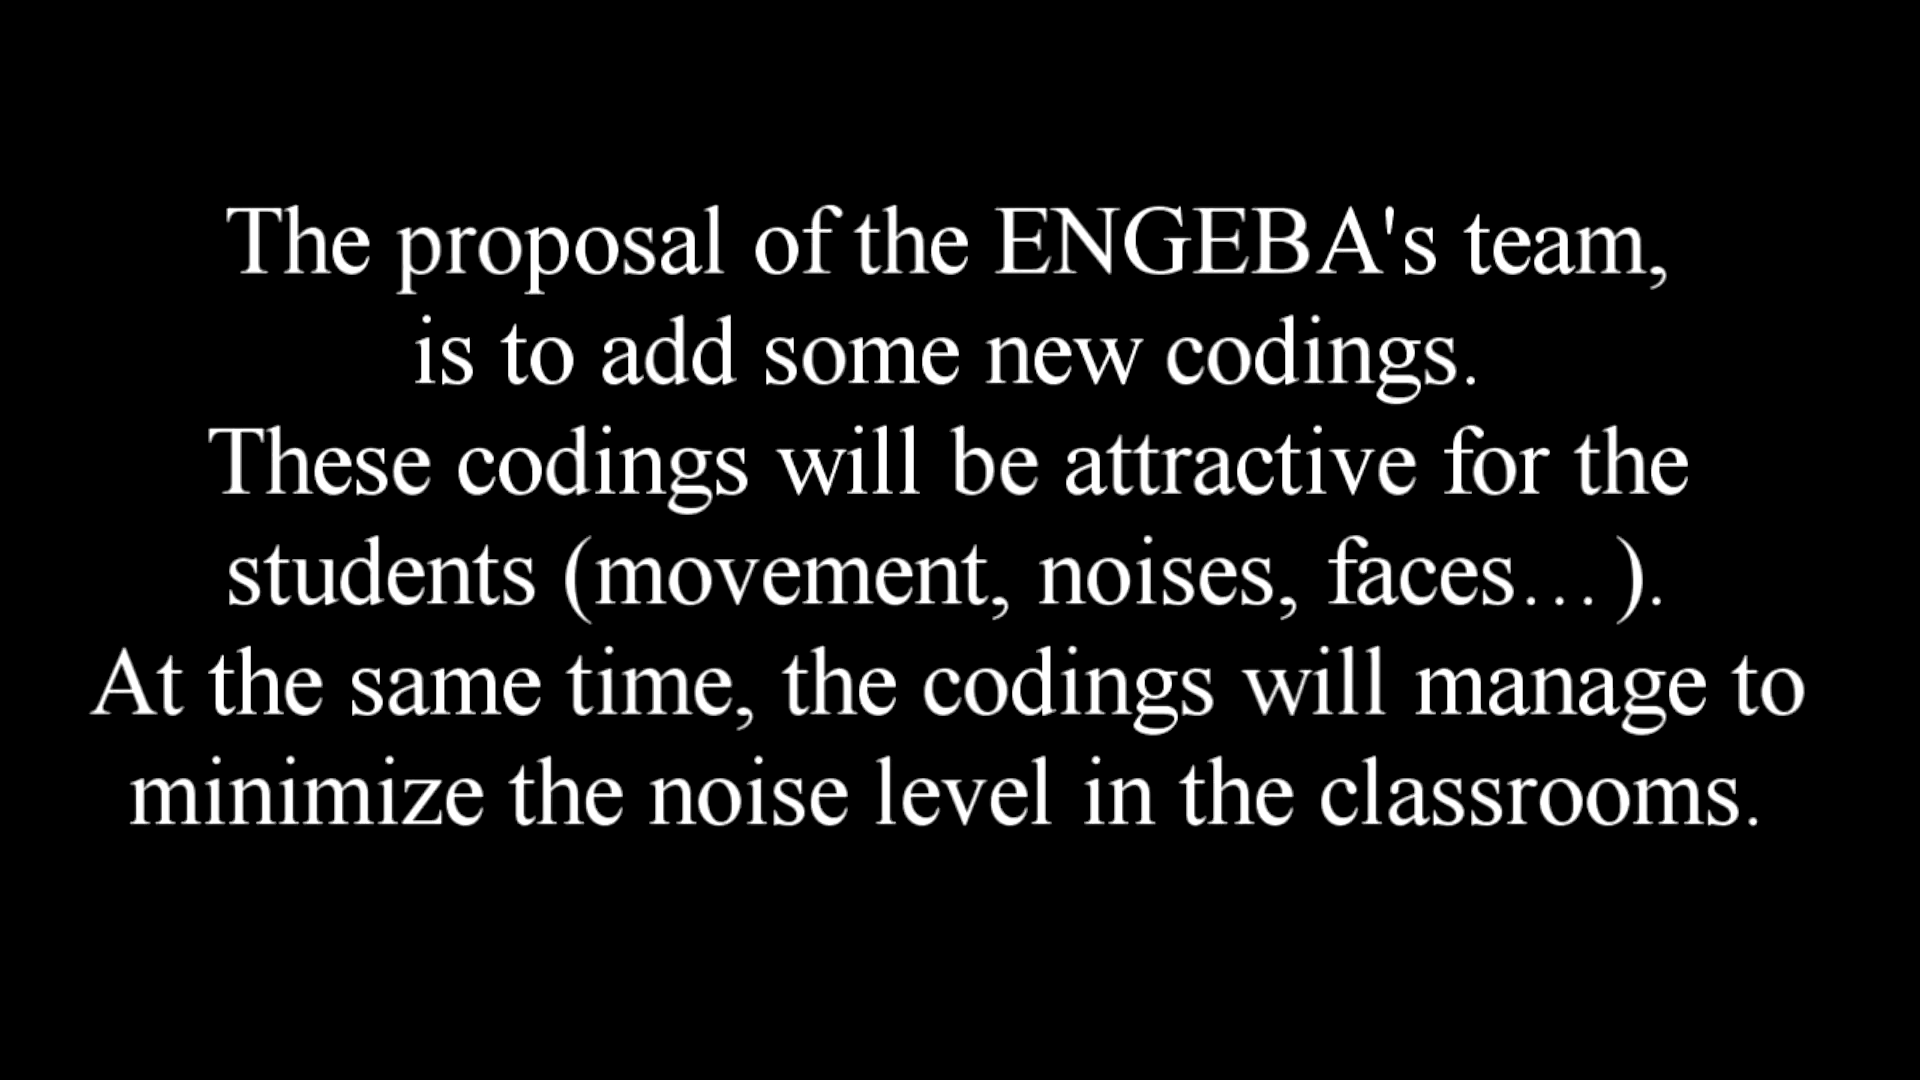 The proposal of the ENGEBA's team,
is to add some new codings.
These codings will be attractive for the
students (movement, noises, faces…).
At the same time, the codings will manage to
minimize the noise level in the classrooms.